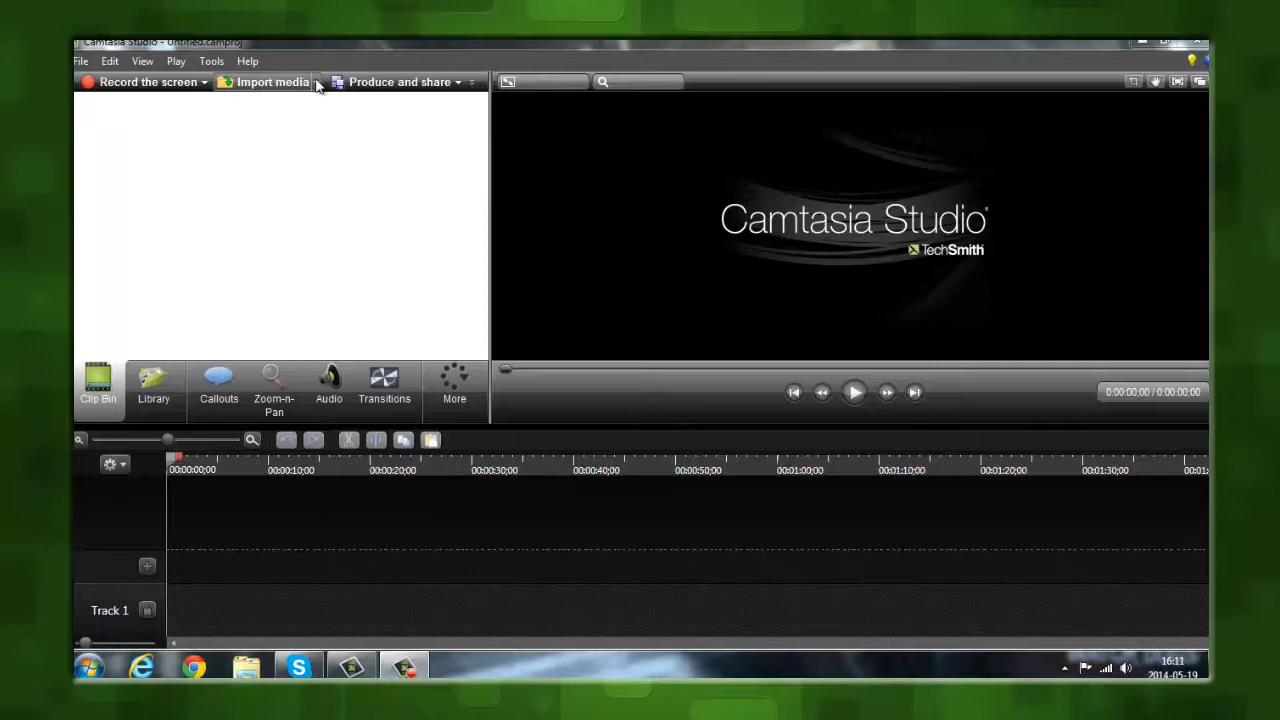 Camtasia Studio - Untitled.camproj
File Edit View Play Tools Help
Record the screen Import media Produce and share
Camtasia Studio
TechSmith
Clip Bin Library Callouts Zoom-n-Pan Audio Transitions More
0:00:00;00 / 0:00:00;00
00:00:00;00 00:00:10;00 00:00:20;00 00:00:30;00 00:00:40;00 00:00:50;00 00:01:00;00 00:01:10;00 00:01:20;00 00:01:30;00
Track 1
16:11
2014-05-19